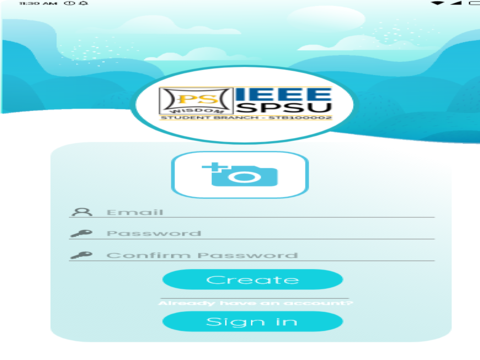 11:30 AM
IEEE
PS
SPSU
WISDOM
STUDENT BRANCH - STB100002
Email
Password
Confirm Password
Create
Already have an account?
Sign in